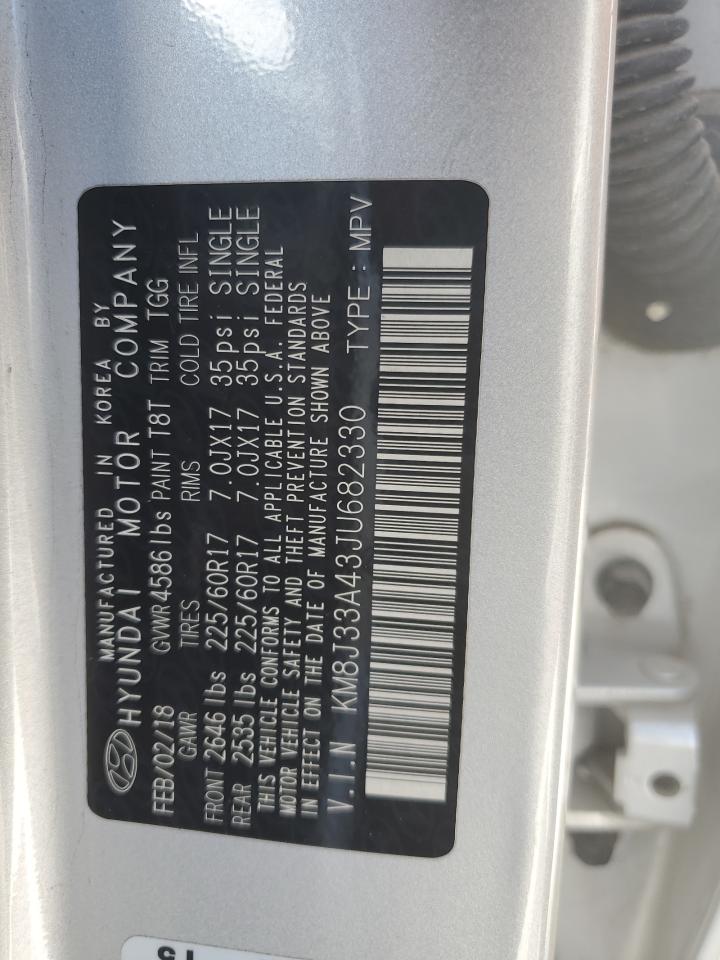 MANUFACTURED IN KOREA BY
HYUNDAI MOTOR COMPANY
FEB/02/18 GVWR 4586 lbs PAINT T8T TRIM TGG
GAWR TIRES RIMS COLD TIRE INFL
FRONT 2646 lbs 225/60R17 7.0JX17 35psi SINGLE
REAR 2535 lbs 225/60R17 7.0JX17 35psi SINGLE
THIS VEHICLE CONFORMS TO ALL APPLICABLE U.S.A. FEDERAL
MOTOR VEHICLE SAFETY AND THEFT PREVENTION STANDARDS
IN EFFECT ON THE DATE OF MANUFACTURE SHOWN ABOVE
V.I.N KM8J33A43JU682330 TYPE : MPV